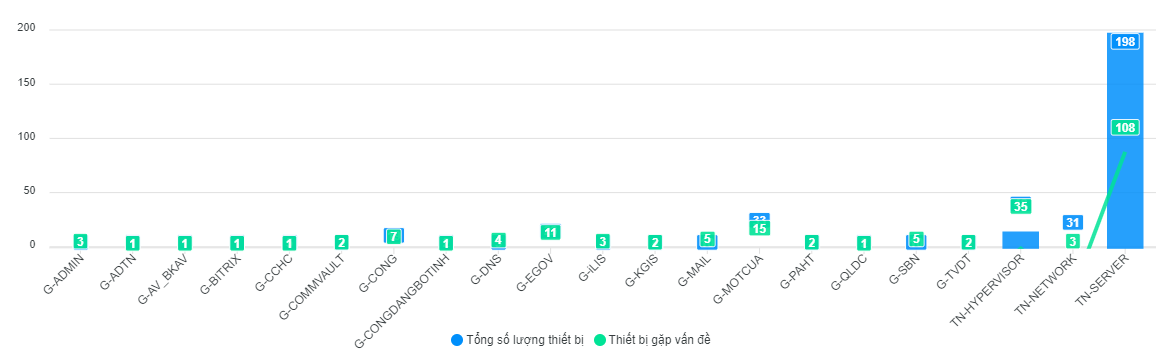 200
150
100
50
0
3
1
1
1
1
2
7
1
4
11
3
2
5
15
2
1
5
2
35
31
3
198
108
G-ADMIN
G-ADTN
G-AV_BKAV
G-BITRIX
G-CCHC
G-COMMVAULT
G-CONG
G-CONGDANGBOTINH
G-DNS
G-EGOV
G-ILIS
G-KGIS
G-MAIL
G-MOTCUA
G-PAHT
G-QLDC
G-SBN
G-TVDT
TN-HYPERVISOR
TN-NETWORK
TN-SERVER
Tổng số lượng thiết bị
Thiết bị gặp vấn đề